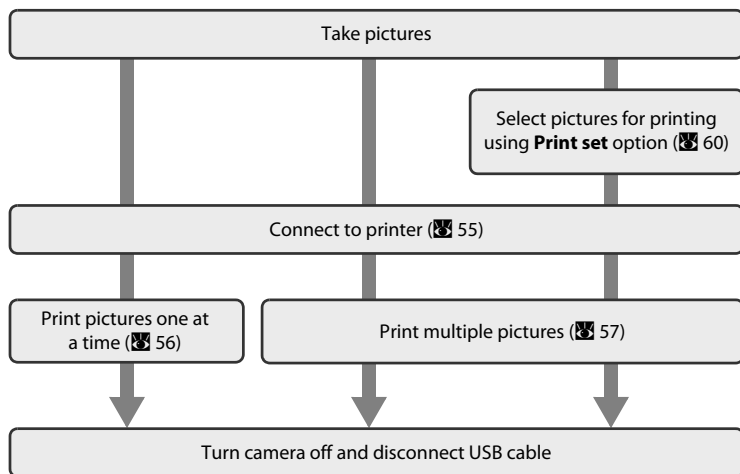 Take pictures
Select pictures for printing
using Print set option ( 60)
Connect to printer ( 55)
Print pictures one at
a time ( 56)
Print multiple pictures ( 57)
Turn camera off and disconnect USB cable